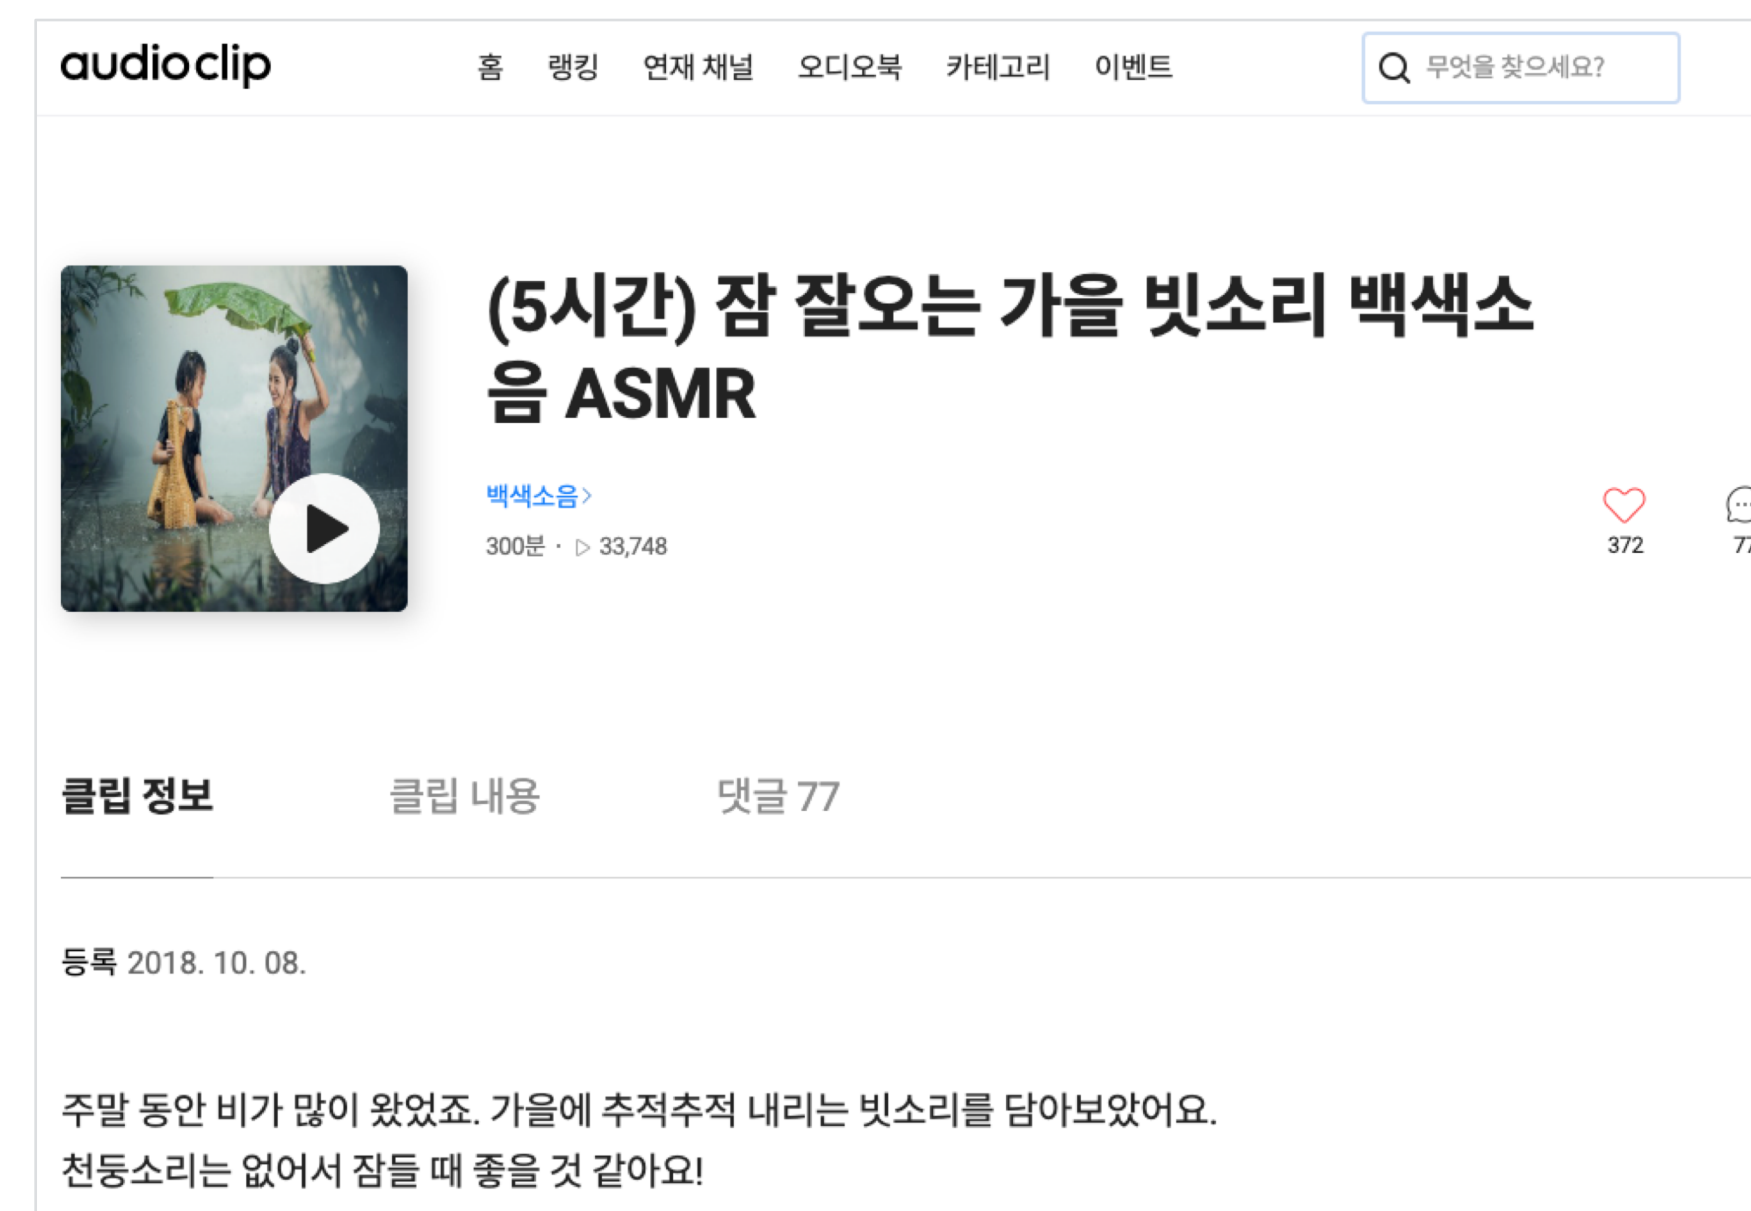 audioclip
홈 랭킹 연재 채널 오디오북 카테고리 이벤트
무엇을 찾으세요?
(5시간) 잠 잘오는 가을 빗소리 백색소
음 ASMR
백색소음>
300분 · ▷ 33,748
372
77
클립 정보 클립 내용 댓글 77
등록 2018. 10. 08.
주말 동안 비가 많이 왔었죠. 가을에 추적추적 내리는 빗소리를 담아보았어요.
천둥소리는 없어서 잠들 때 좋을 것 같아요!